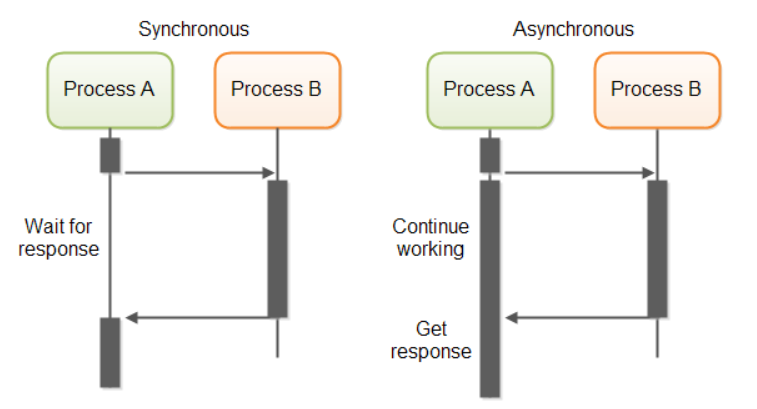 Synchronous
Process A
Process B
Wait for
response
Asynchronous
Process A
Process B
Continue
working
Get
response